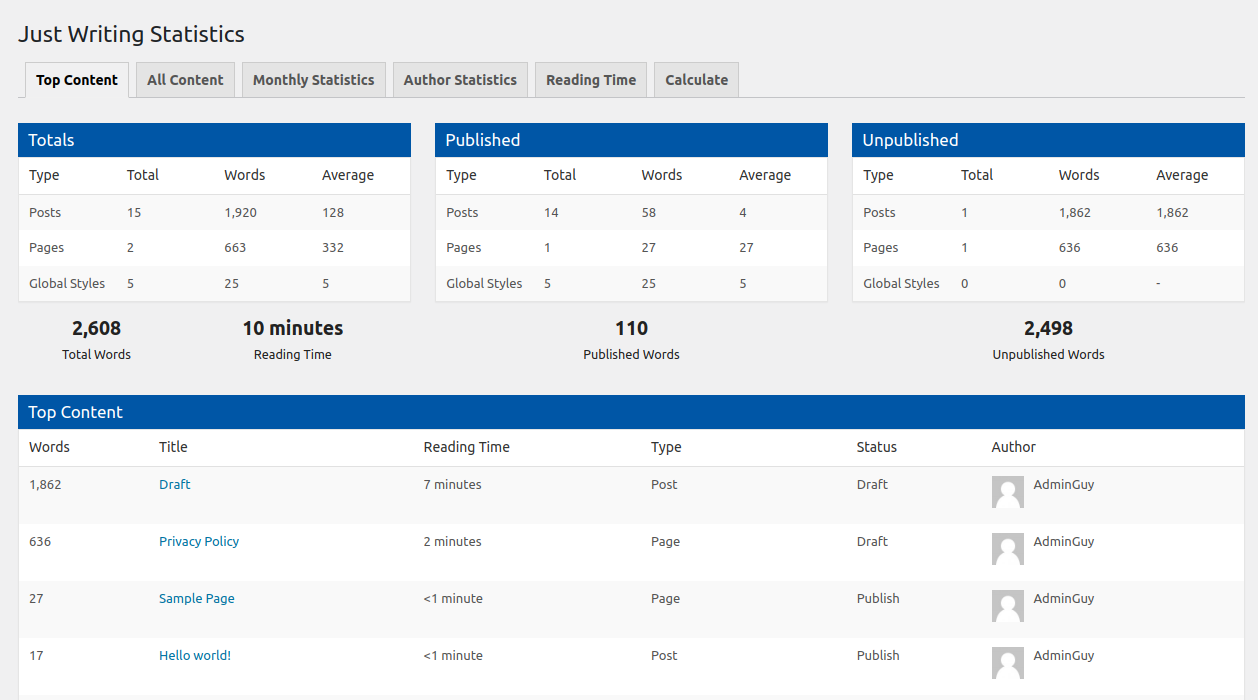 Just Writing Statistics
Top Content All Content Monthly Statistics Author Statistics Reading Time Calculate
Totals
Type Total Words Average
Posts 15 1,920 128
Pages 2 663 332
Global Styles 5 25 5
2,608 10 minutes
Total Words Reading Time
Published
Type Total Words Average
Posts 14 58 4
Pages 1 27 27
Global Styles 5 25 5
110
Published Words
Unpublished
Type Total Words Average
Posts 1 1,862 1,862
Pages 1 636 636
Global Styles 0 0 -
2,498
Unpublished Words
Top Content
Words Title Reading Time Type Status Author
1,862 Draft 7 minutes Post Draft AdminGuy
636 Privacy Policy 2 minutes Page Draft AdminGuy
27 Sample Page <1 minute Page Publish AdminGuy
17 Hello world! <1 minute Post Publish AdminGuy